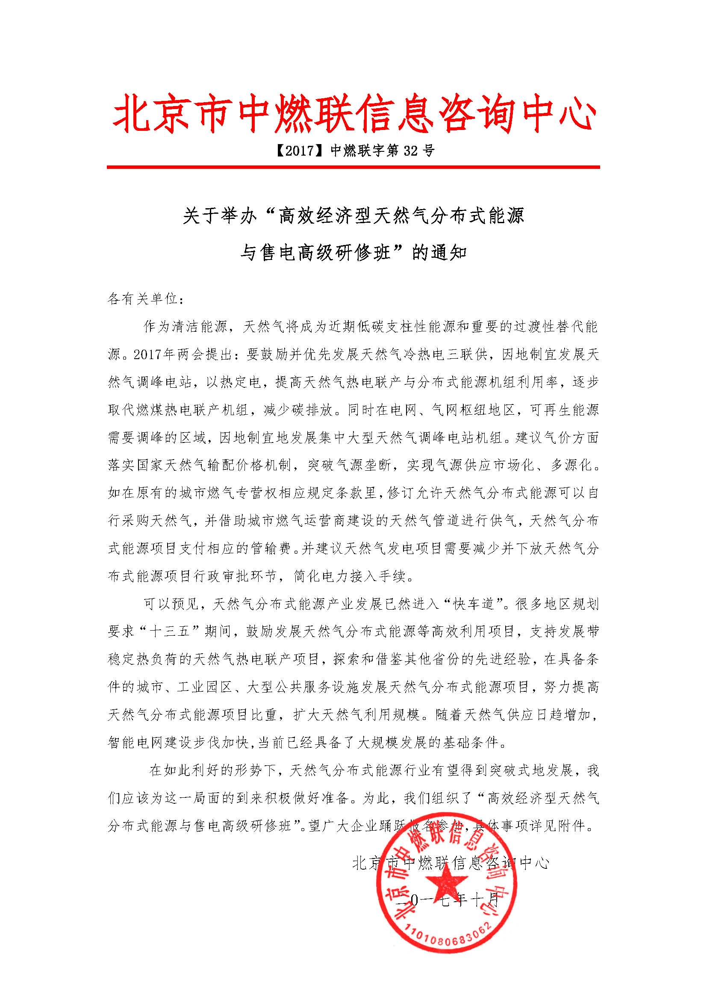 北京市中燃联信息咨询中心
【2017】中燃联字第 32 号
关于举办“高效经济型天然气分布式能源
与售电高级研修班”的通知
各有关单位：
作为清洁能源，天然气将成为近期低碳支柱性能源和重要的过渡性替代能
源。2017年两会提出：要鼓励并优先发展天然气冷热电三联供，因地制宜发展天
然气调峰电站，以热定电，提高天然气热电联产与分布式能源机组利用率，逐步
取代燃煤热电联产机组，减少碳排放。同时在电网、气网枢纽地区，可再生能源
需要调峰的区域，因地制宜地发展集中大型天然气调峰电站机组。建议气价方面
落实国家天然气输配价格机制，突破气源垄断，实现气源供应市场化、多源化。
如在原有的城市燃气专营权相应规定条款里，修订允许天然气分布式能源可以自
行采购天然气，并借助城市燃气运营商建设的天然气管道进行供气，天然气分布
式能源项目支付相应的管输费。并建议天然气发电项目需要减少并下放天然气分
布式能源项目行政审批环节，简化电力接入手续。
可以预见，天然气分布式能源产业发展已然进入“快车道”。很多地区规划
要求“十三五”期间，鼓励发展天然气分布式能源等高效利用项目，支持发展带
稳定热负荷的天然气热电联产项目，探索和借鉴其他省份的先进经验，在具备条
件的城市、工业园区、大型公共服务设施发展天然气分布式能源项目，努力提高
天然气分布式能源项目比重，扩大天然气利用规模。随着天然气供应日趋增加，
智能电网建设步伐加快，当前已经具备了大规模发展的基础条件。
在如此利好的形势下，天然气分布式能源行业有望得到突破式地发展，我
们应该为这一局面的到来积极做好准备。为此，我们组织了“高效经济型天然气
分布式能源与售电高级研修班”。望广大企业踊跃报名参加，具体事项详见附件。
北京市中燃联信息咨询中心
二0一七年十月
北京市中燃联信息咨询中心
1101080683062